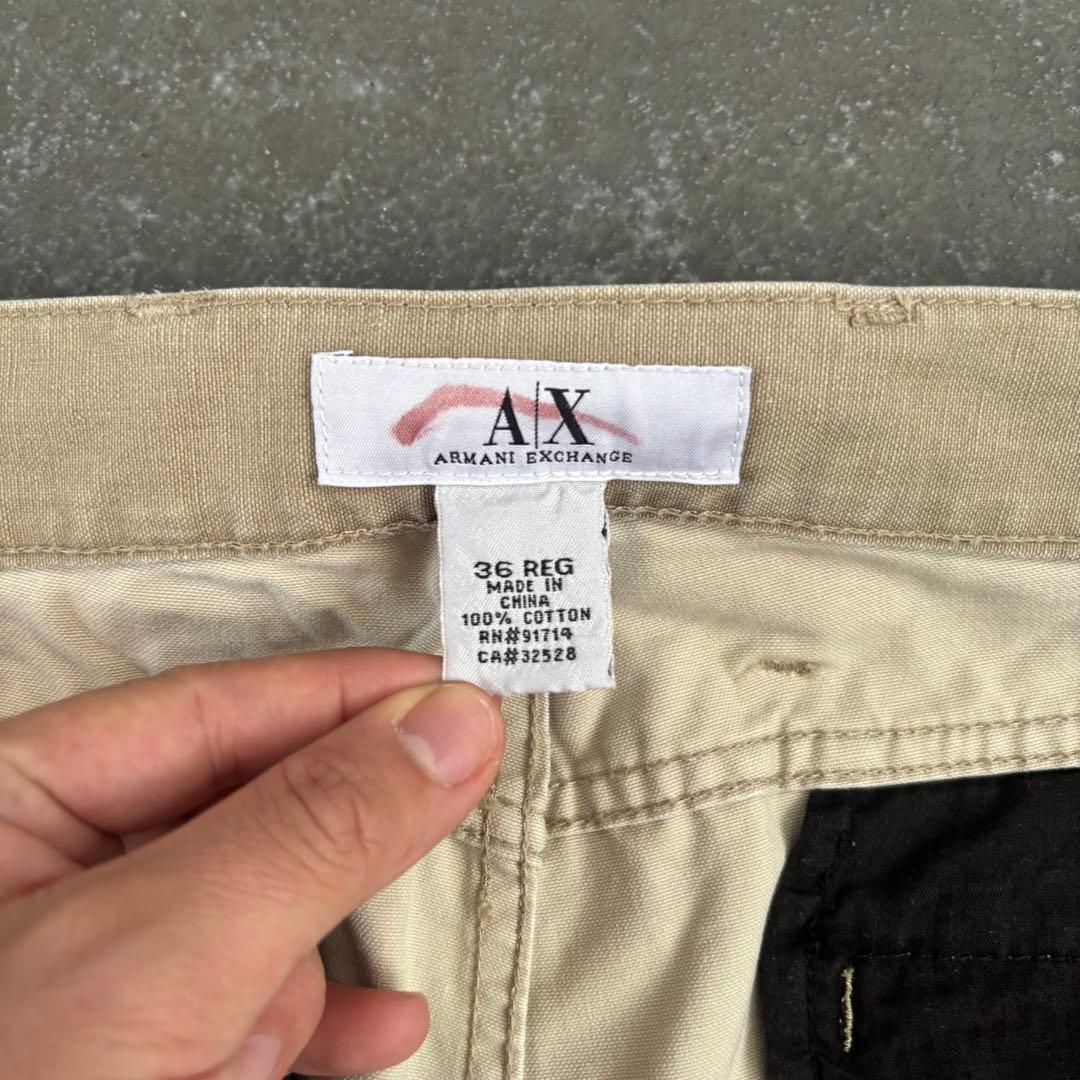 A|X
ARMANI EXCHANGE
36 REG
MADE IN
CHINA
100% COTTON
RN#91714
CA#32528